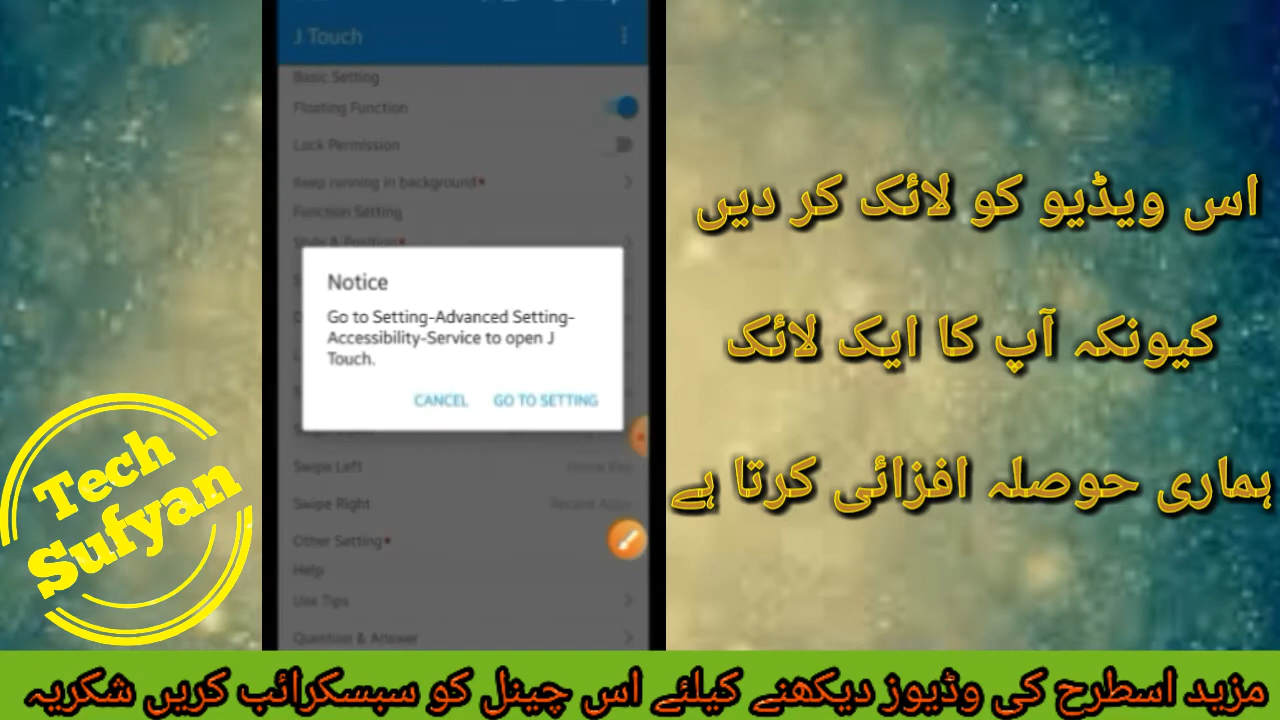 J Touch
Basic Setting
Floating Function
Lock Permission
Keep running in background*
Function Setting
Style & Position*
Notice
Go to Setting-Advanced Setting-
Accessibility-Service to open J
Touch.
CANCEL GO TO SETTING
Swipe Left Home Key
Swipe Right Recent Apps
Other Setting*
Help
Use Tips
Question & Answer
اس ویڈیو کو لائک کر دیں
کیونکہ آپ کا ایک لائک
ہماری حوصلہ افزائی کرتا ہے
Tech
Sufyan
مزید اسطرح کی وڈیوز دیکھنے کیلئے اس چینل کو سبسکرائب کریں شکریہ